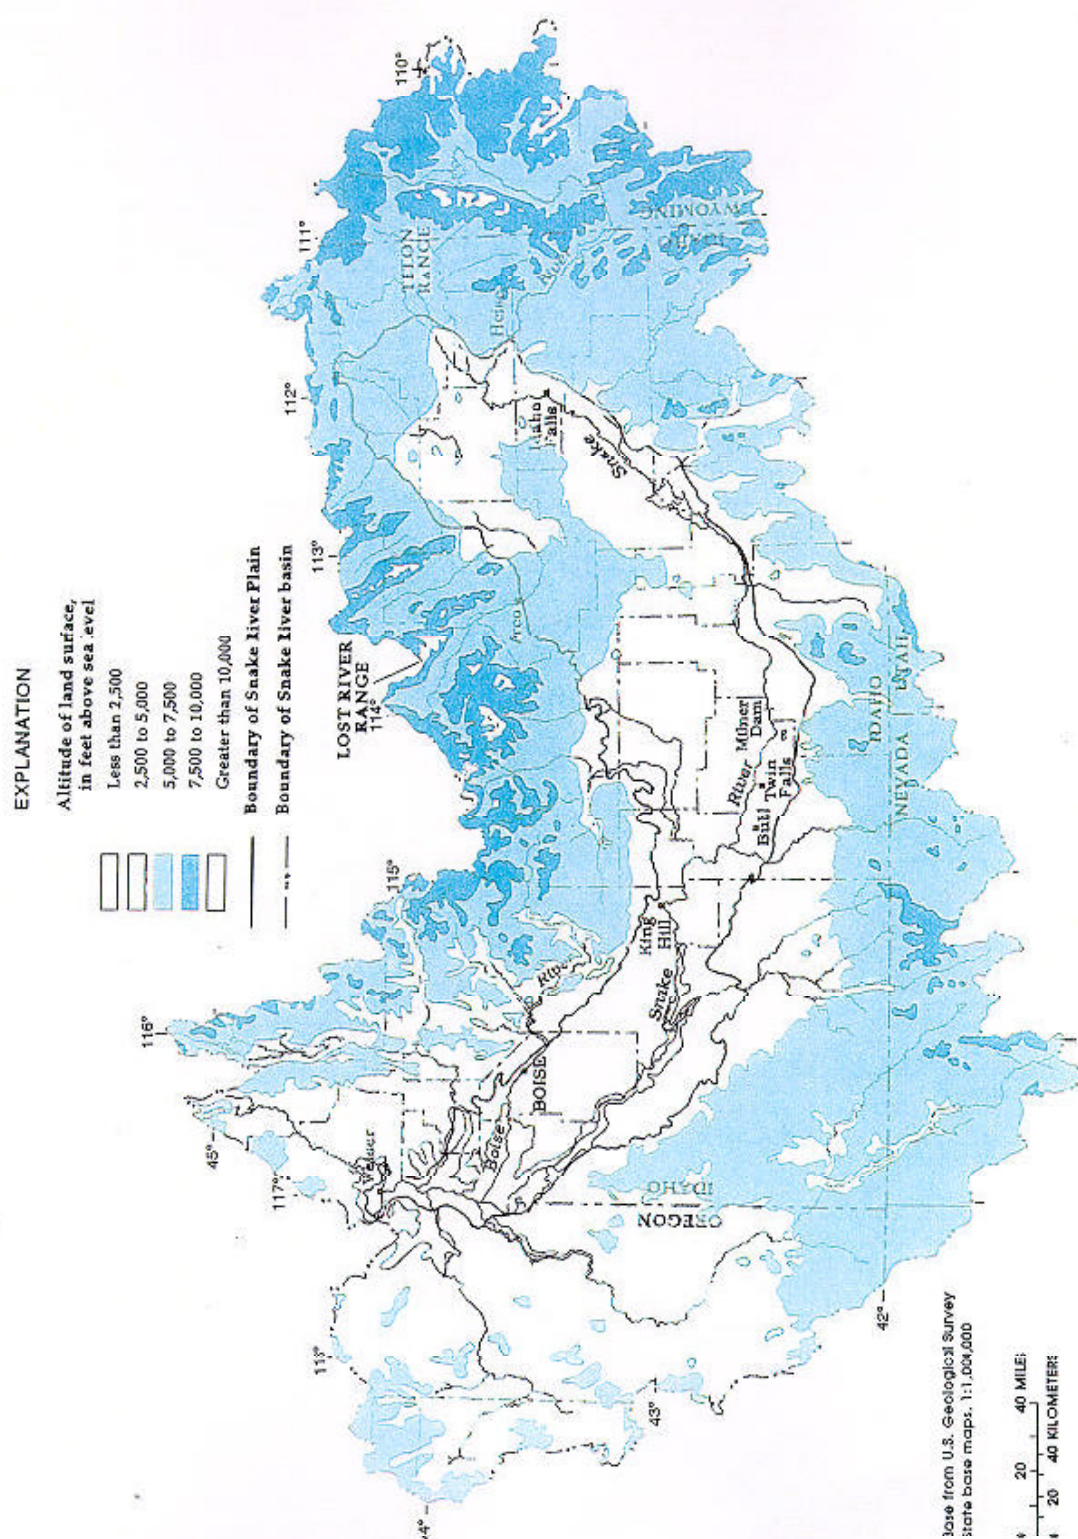 EXPLANATION
Altitude of land surface,
in feet above sea level
Less than 2,500
2,500 to 5,000
5,000 to 7,500
7,500 to 10,000
Greater than 10,000
Boundary of Snake River Plain
Boundary of Snake River basin
110°
111°
112°
113°
114°
115°
116°
45°
117°
43°
42°
LOST RIVER
RANGE
TETON
RANGE
WYOMING
IDAHO
Idaho
Falls
Snake
River
Arco
Milner
Dam
River
Twin
Falls
Buhl
King
Hill
Snake
BOISE
Boise
River
Weiser
IDAHO
OREGON
IDAHO
UTAH
NEVADA
Base from U.S. Geological Survey
State base maps, 1:1,000,000
20
40 MILES
20
40 KILOMETERS